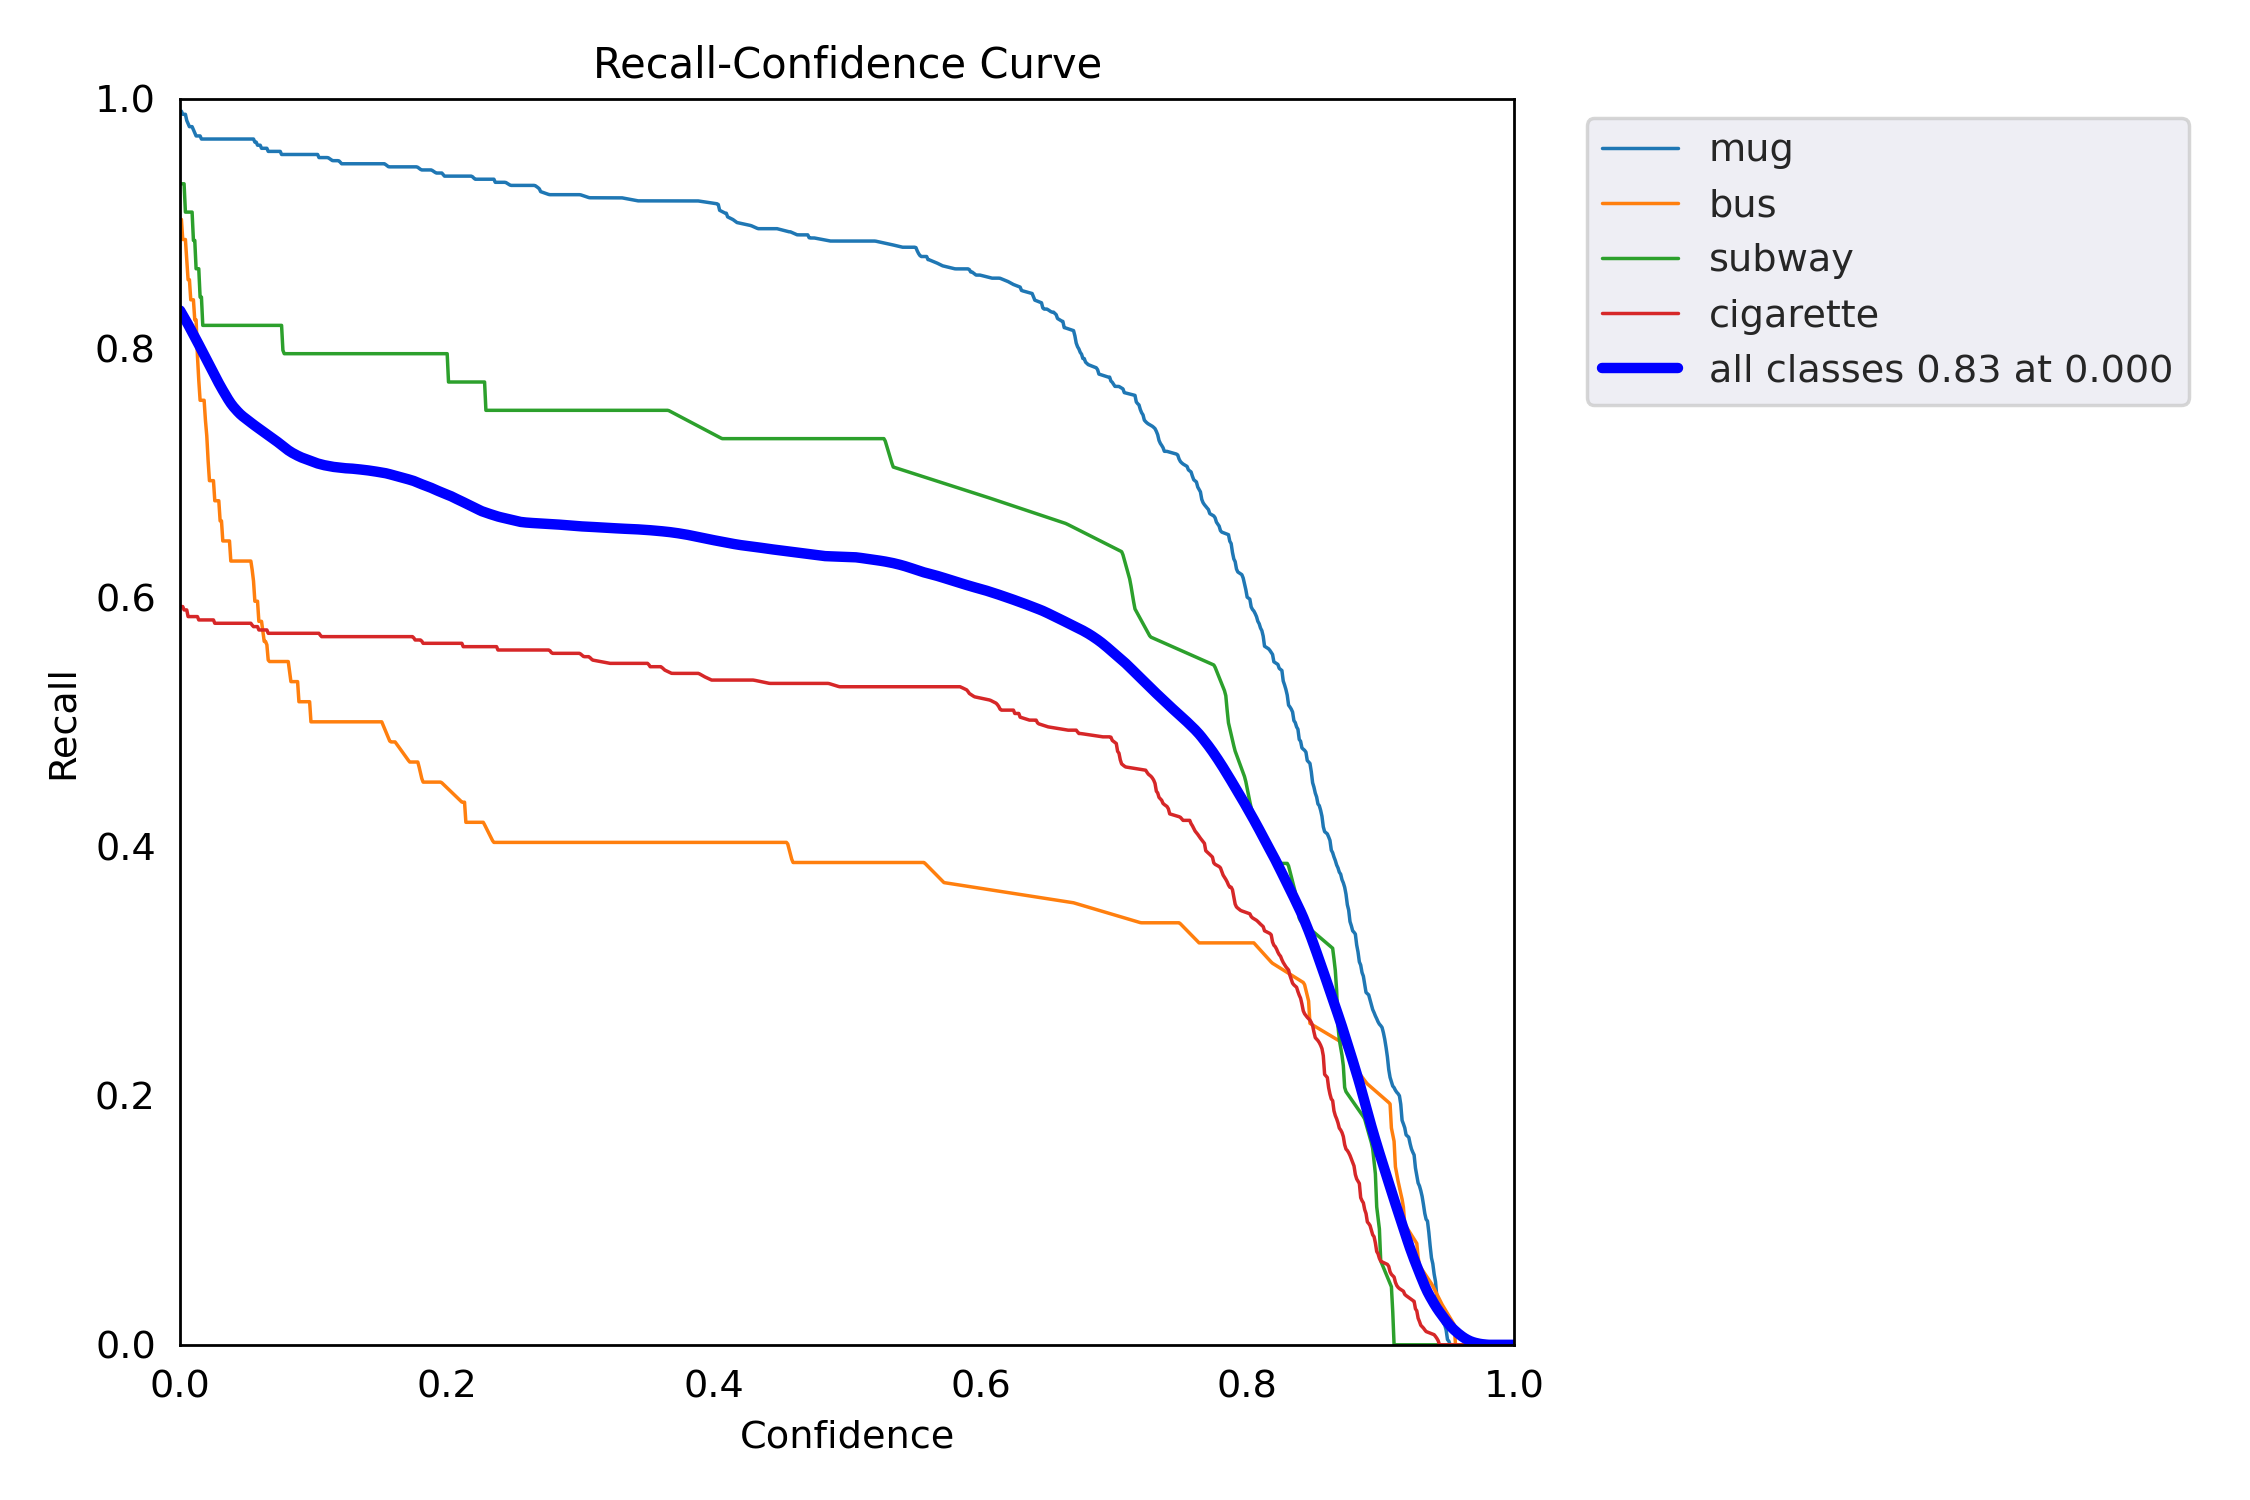 Recall-Confidence Curve
1.0
0.8
0.6
0.4
0.2
0.0
Recall
0.0 0.2 0.4 0.6 0.8 1.0
Confidence
mug
bus
subway
cigarette
all classes 0.83 at 0.000